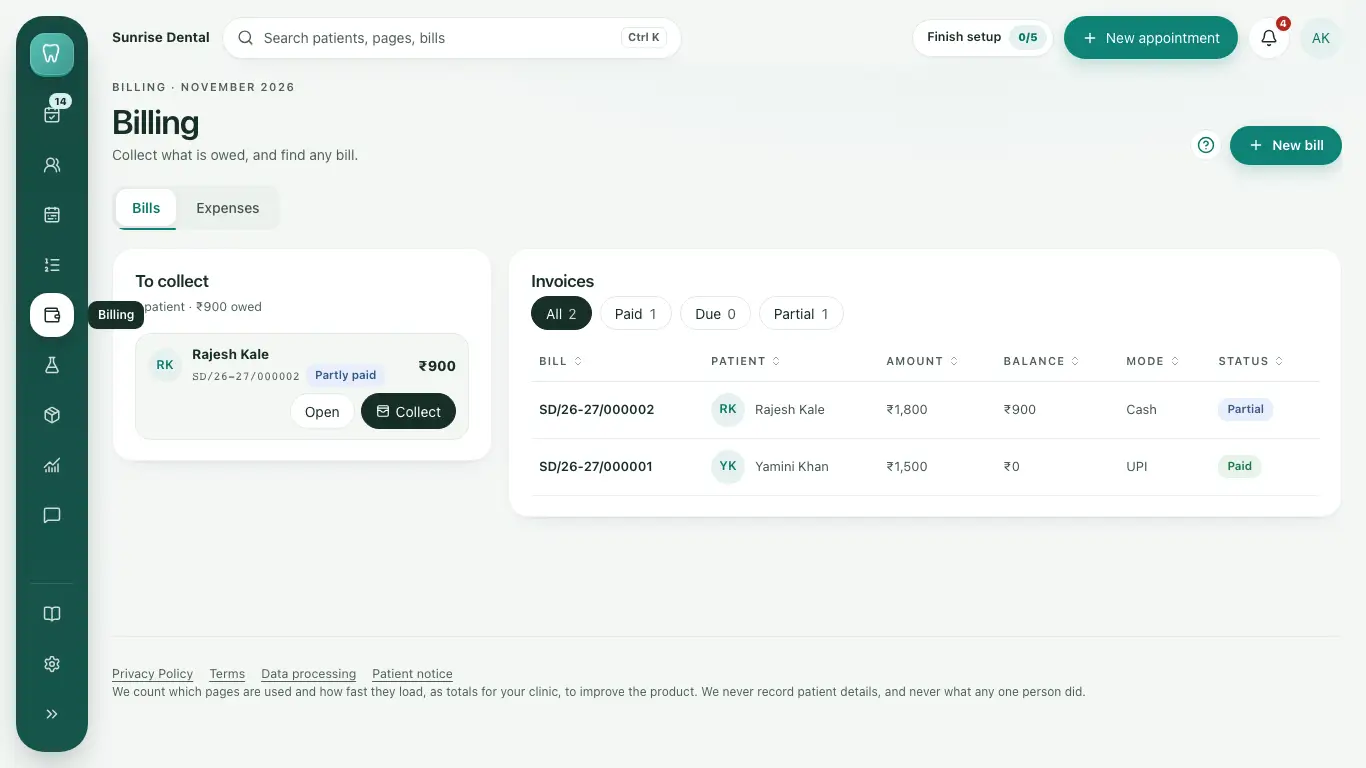 Sunrise Dental
Search patients, pages, bills
Ctrl K
Finish setup 0/5
+ New appointment
4
AK
14
BILLING · NOVEMBER 2026
Billing
Collect what is owed, and find any bill.
+ New bill
Bills
Expenses
To collect
patient · ₹900 owed
Billing
RK
Rajesh Kale
SD/26-27/000002
Partly paid
₹900
Open
Collect
Invoices
All 2
Paid 1
Due 0
Partial 1
BILL PATIENT AMOUNT BALANCE MODE STATUS
SD/26-27/000002 RK Rajesh Kale ₹1,800 ₹900 Cash Partial
SD/26-27/000001 YK Yamini Khan ₹1,500 ₹0 UPI Paid
Privacy Policy Terms Data processing Patient notice
We count which pages are used and how fast they load, as totals for your clinic, to improve the product. We never record patient details, and never what any one person did.